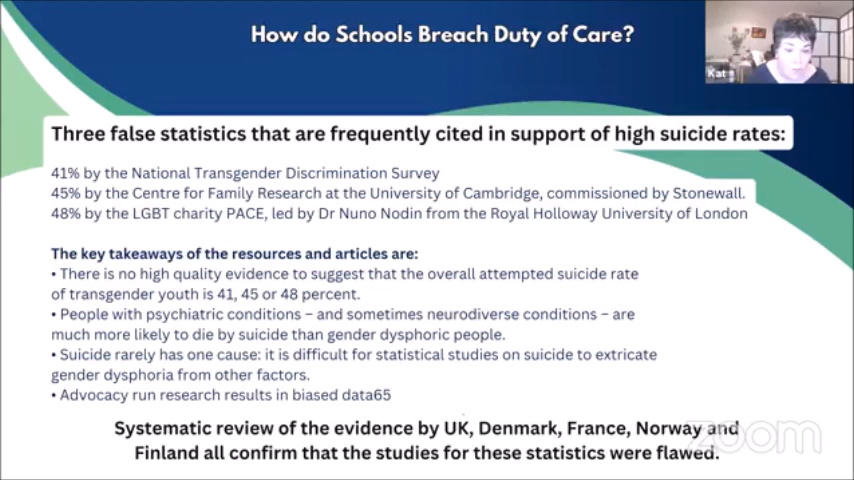 How do Schools Breach Duty of Care?
Kat
Three false statistics that are frequently cited in support of high suicide rates:
41% by the National Transgender Discrimination Survey
45% by the Centre for Family Research at the University of Cambridge, commissioned by Stonewall.
48% by the LGBT charity PACE, led by Dr Nuno Nodin from the Royal Holloway University of London
The key takeaways of the resources and articles are:
• There is no high quality evidence to suggest that the overall attempted suicide rate
of transgender youth is 41, 45 or 48 percent.
• People with psychiatric conditions – and sometimes neurodiverse conditions – are
much more likely to die by suicide than gender dysphoric people.
• Suicide rarely has one cause: it is difficult for statistical studies on suicide to extricate
gender dysphoria from other factors.
• Advocacy run research results in biased data65
Systematic review of the evidence by UK, Denmark, France, Norway and
Finland all confirm that the studies for these statistics were flawed.
zoom